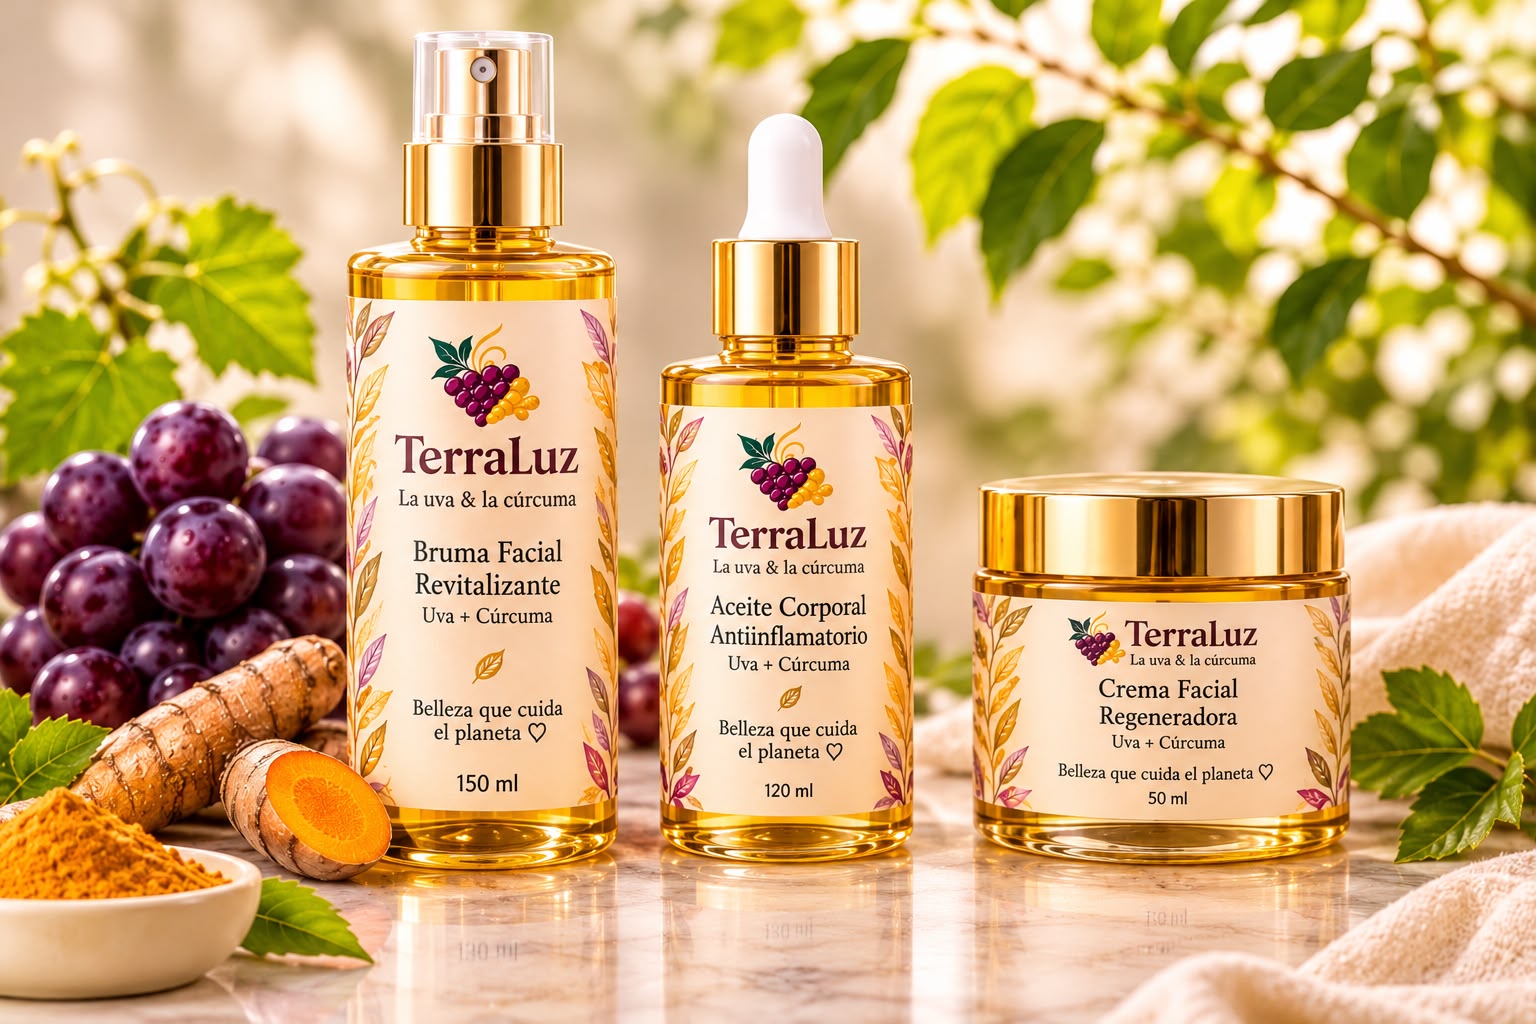 TerraLuz
La uva & la cúrcuma
Bruma Facial
Revitalizante
Uva + Cúrcuma
Belleza que cuida
el planeta ♡
150 ml
TerraLuz
La uva & la cúrcuma
Aceite Corporal
Antiinflamatorio
Uva + Cúrcuma
Belleza que cuida
el planeta ♡
120 ml
TerraLuz
La uva & la cúrcuma
Crema Facial
Regeneradora
Uva + Cúrcuma
Belleza que cuida el planeta ♡
50 ml